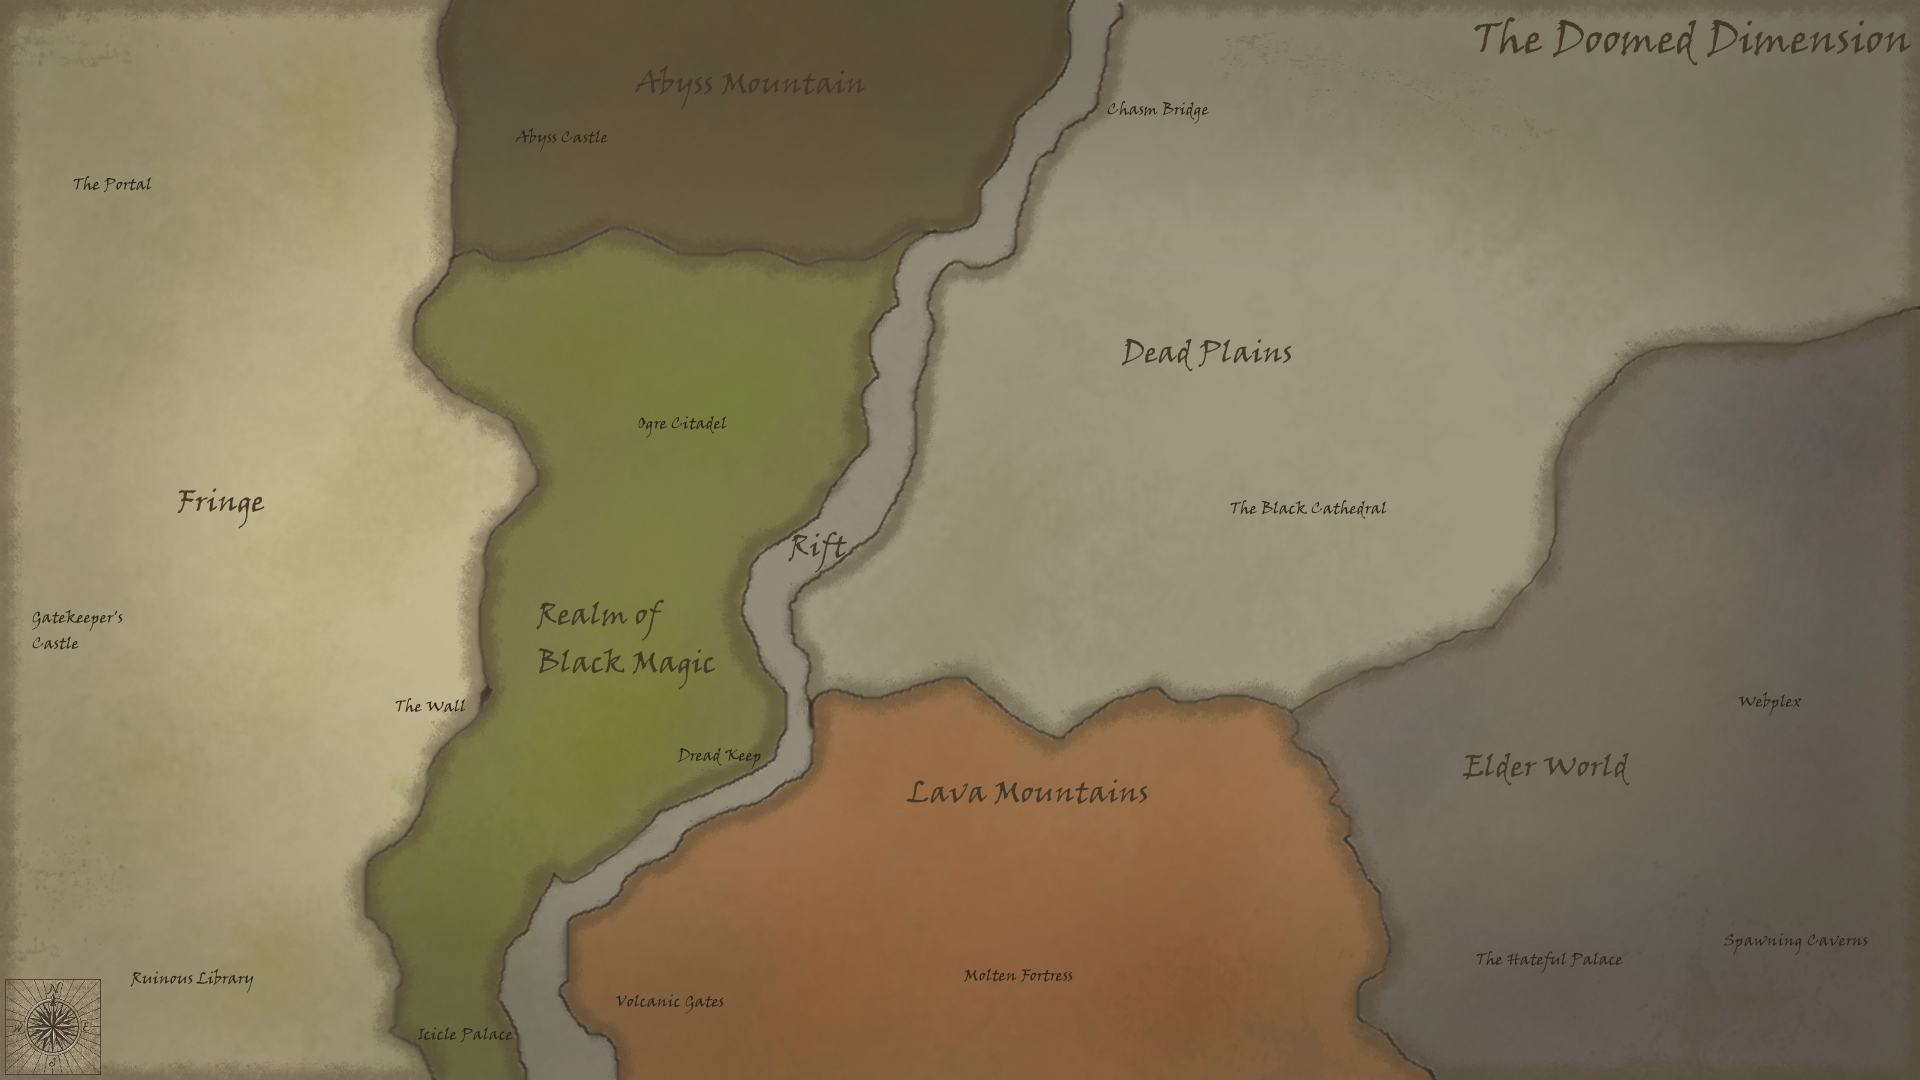 The Doomed Dimension
Abyss Mountain
Chasm Bridge
Abyss Castle
The Portal
Dead Plains
Ogre Citadel
Fringe
The Black Cathedral
Rift
Realm of
Black Magic
Gatekeeper's
Castle
The Wall
Webplex
Dread Keep
Elder World
Lava Mountains
Spawning Caverns
The Hateful Palace
Ruinous Library
Molten Fortress
Volcanic Gates
Icicle Palace
N
W
E
S